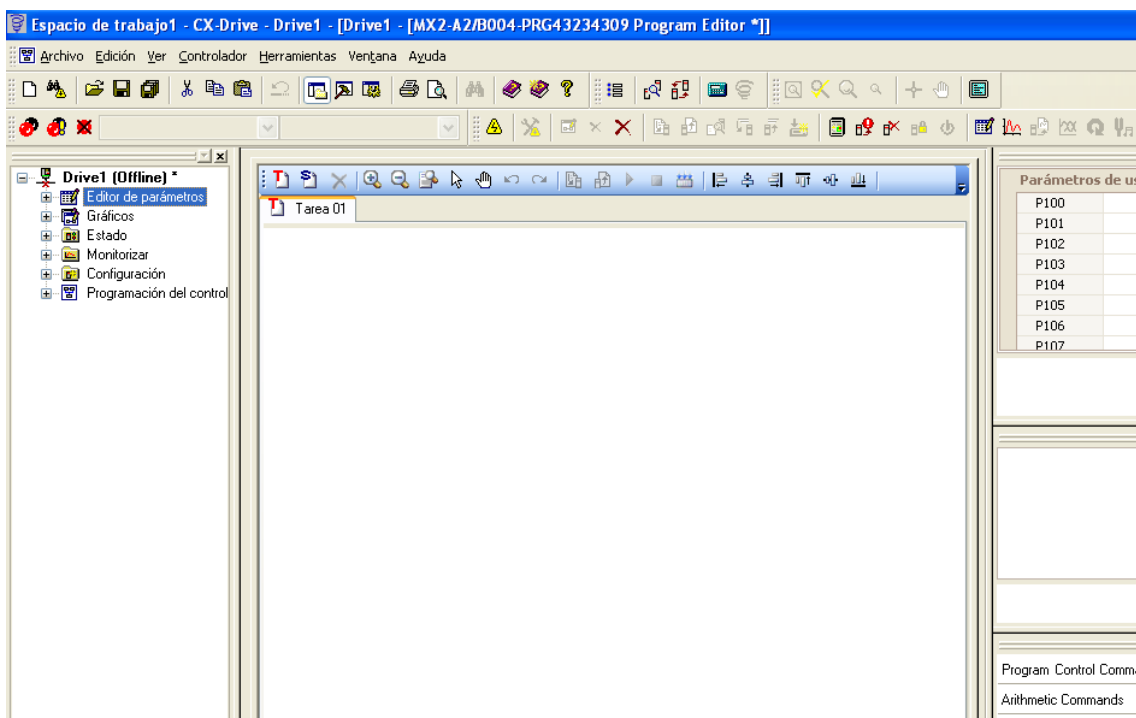 Espacio de trabajo1 - CX-Drive - Drive1 - [Drive1 - [MX2-A2/B004-PRG43234309 Program Editor *]]
Archivo Edición Ver Controlador Herramientas Ventana Ayuda
Drive1 (Offline) *
Editor de parámetros
Gráficos
Estado
Monitorizar
Configuración
Programación del control
Tarea 01
Parámetros de us
P100
P101
P102
P103
P104
P105
P106
P107
Program Control Comm
Arithmetic Commands